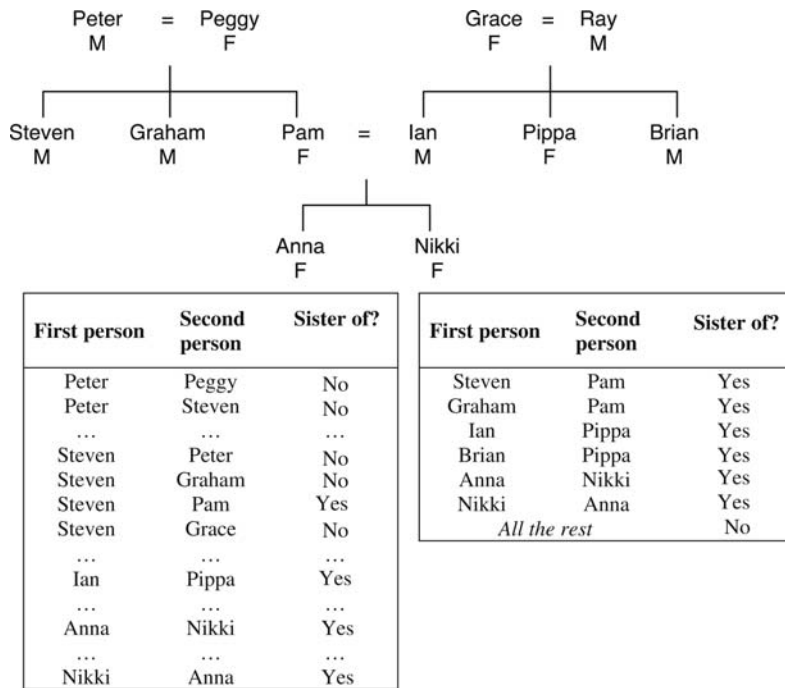 Peter = Peggy Grace = Ray
M F F M
Steven Graham Pam = Ian Pippa Brian
M M F M F M
Anna Nikki
F F
First person Second person Sister of?
Peter Peggy No
Peter Steven No
... ... ...
Steven Peter No
Steven Graham No
Steven Pam Yes
Steven Grace No
... ... ...
Ian Pippa Yes
... ... ...
Anna Nikki Yes
... ... ...
Nikki Anna Yes
First person Second person Sister of?
Steven Pam Yes
Graham Pam Yes
Ian Pippa Yes
Brian Pippa Yes
Anna Nikki Yes
Nikki Anna Yes
All the rest No